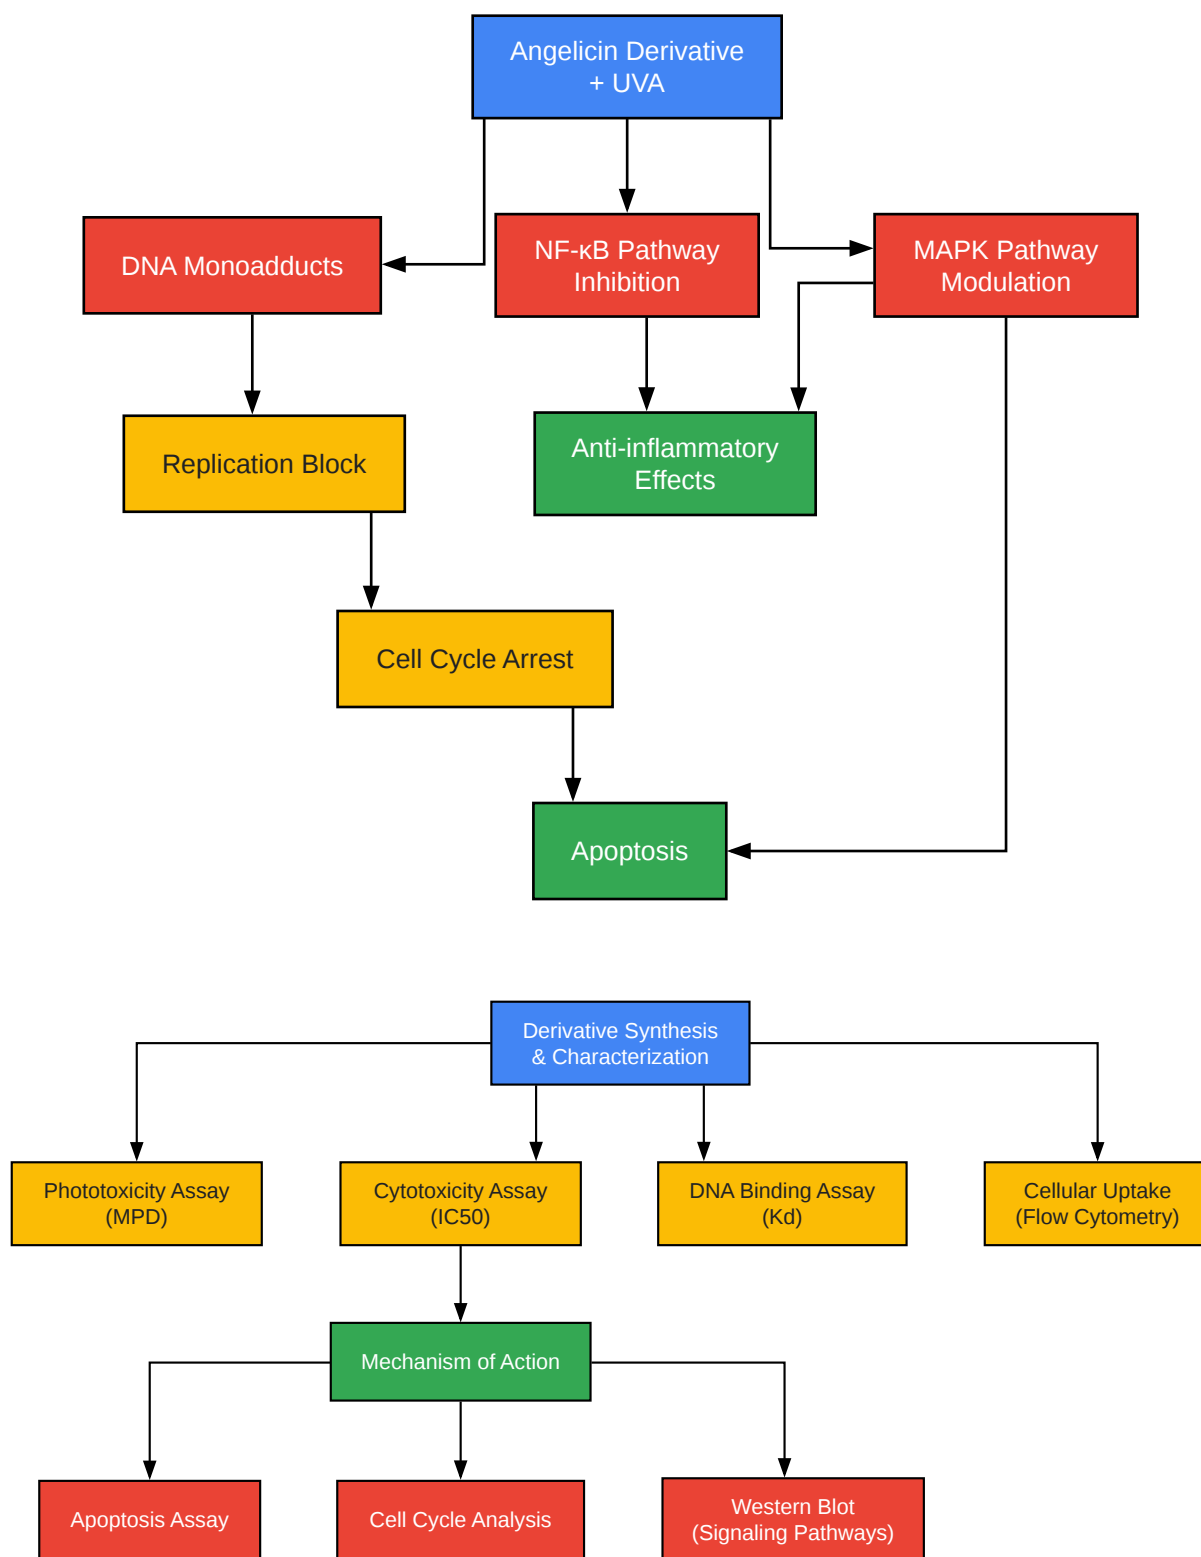 Angelicin Derivative
+ UVA
DNA Monoadducts
NF-κB Pathway
Inhibition
MAPK Pathway
Modulation
Replication Block
Anti-inflammatory
Effects
Cell Cycle Arrest
Apoptosis
Derivative Synthesis
& Characterization
Phototoxicity Assay
(MPD)
Cytotoxicity Assay
(IC50)
DNA Binding Assay
(Kd)
Cellular Uptake
(Flow Cytometry)
Mechanism of Action
Apoptosis Assay
Cell Cycle Analysis
Western Blot
(Signaling Pathways)